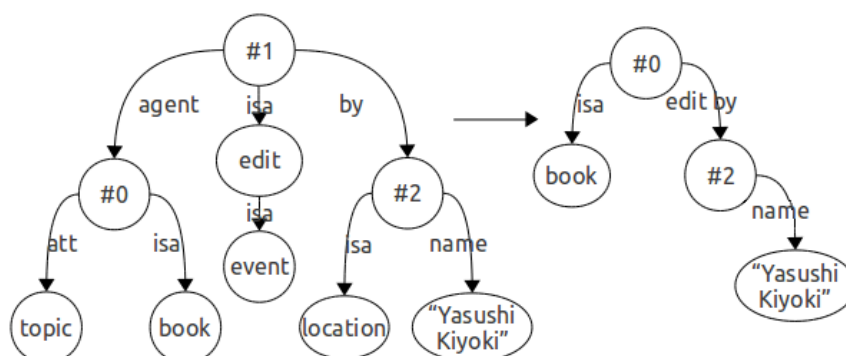 #1
#0
agent
isa
by
isa
edit by
edit
book
#0
#2
#2
isa
name
att
isa
isa
name
event
"Yasushi
Kiyoki"
topic
book
location
"Yasushi
Kiyoki"